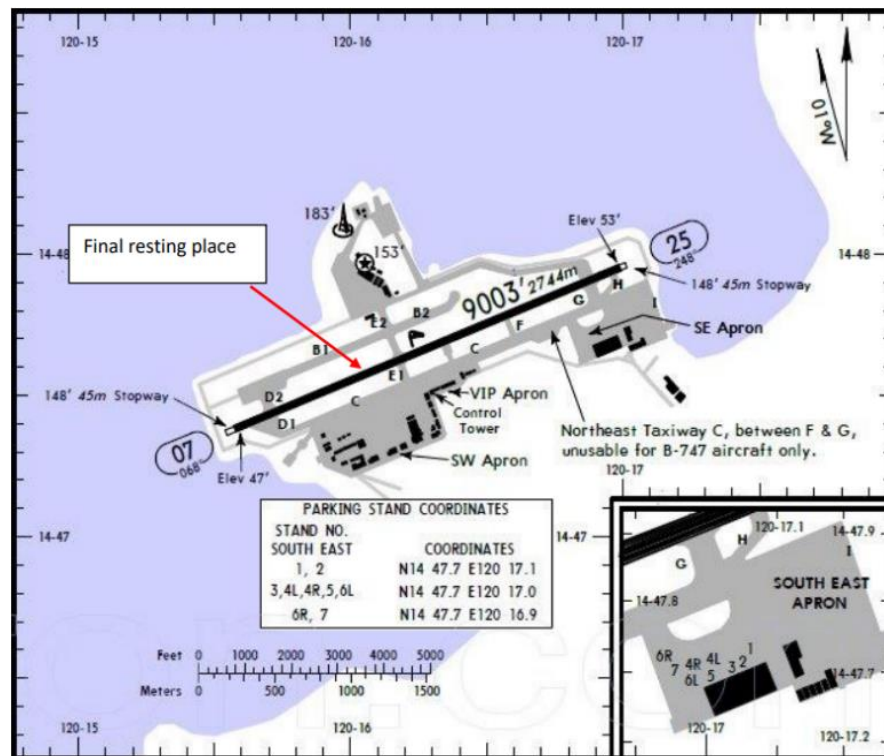 120-15
120-16
120-17
010W
183'
Final resting place
153'
Elev 53'
25
248
14-48
14-48
148' 45m Stopway
9003' 2744m
H
B2
E2
G
I
SE Apron
F
B1
C
E1
148' 45m Stopway
D2
C
VIP Apron
Control
Tower
D1
07
068
Northeast Taxiway C, between F & G,
unusable for B-747 aircraft only.
SW Apron
Elev 47'
120-17
PARKING STAND COORDINATES
STAND NO.
SOUTH EAST COORDINATES
1, 2 N14 47.7 E120 17.1
3,4L,4R,5,6L N14 47.7 E120 17.0
6R, 7 N14 47.7 E120 16.9
14-47
120-17.1
14-47.9
H
I
G
SOUTH EAST
APRON
14-47.8
6R 4R 4L 1
7 6L 5 3 2
14-47.7
Feet 0 1000 2000 3000 4000 5000
Meters 0 500 1000 1500
120-15
120-16
120-17
120-17.2